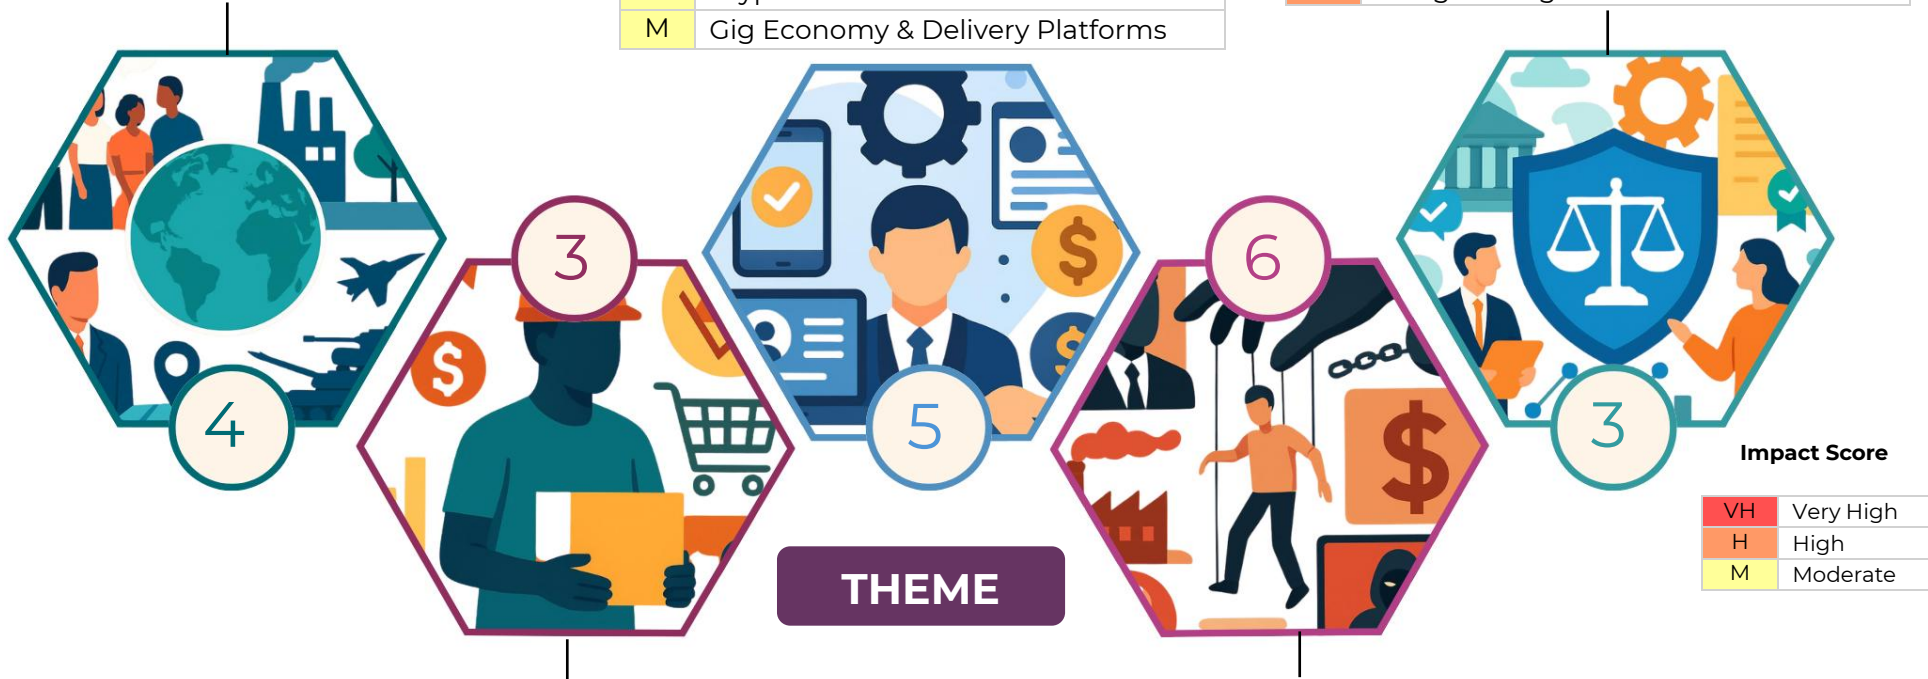 M Gig Economy & Delivery Platforms
4
3
5
6
3
Impact Score
VH Very High
H High
M Moderate
THEME